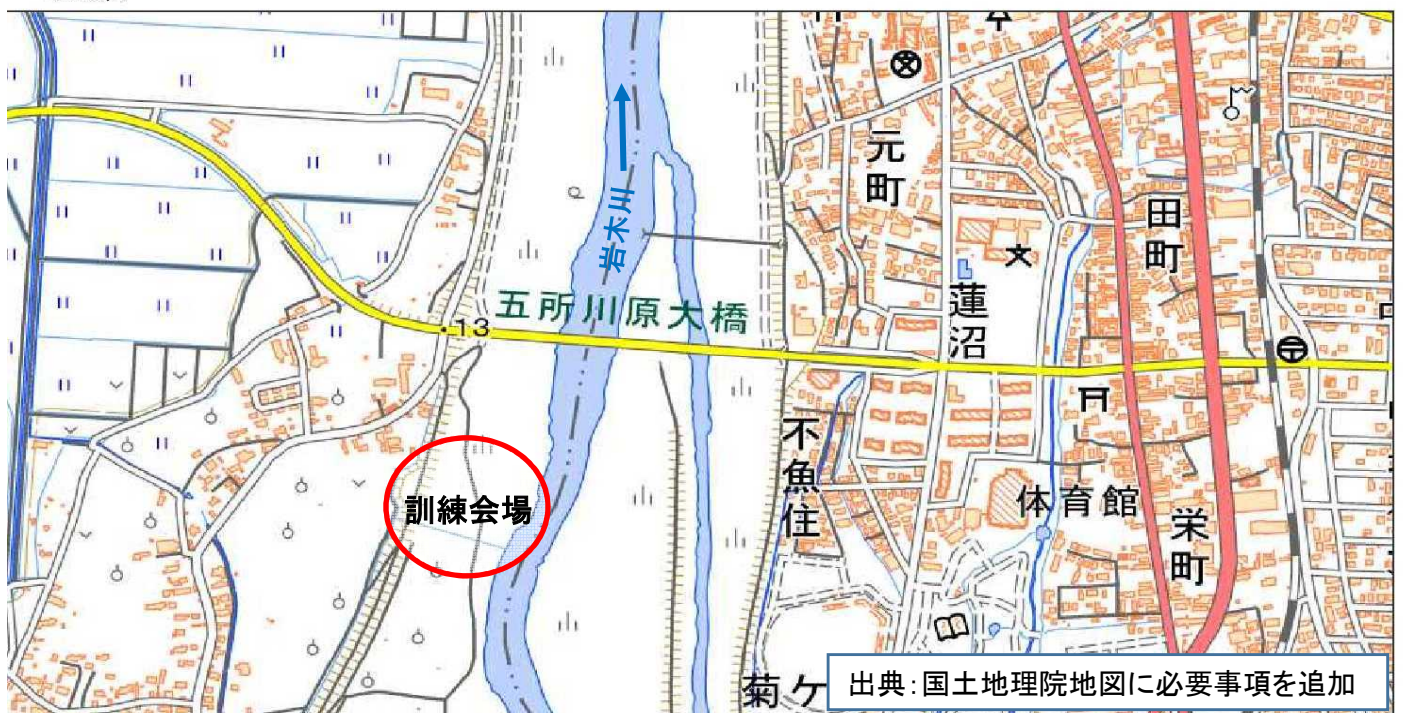 元町
田町
岩木川
蓮沼
五所川原大橋
13
不魚住
訓練会場
体育館
栄町
菊ケ
出典：国土地理院地図に必要事項を追加